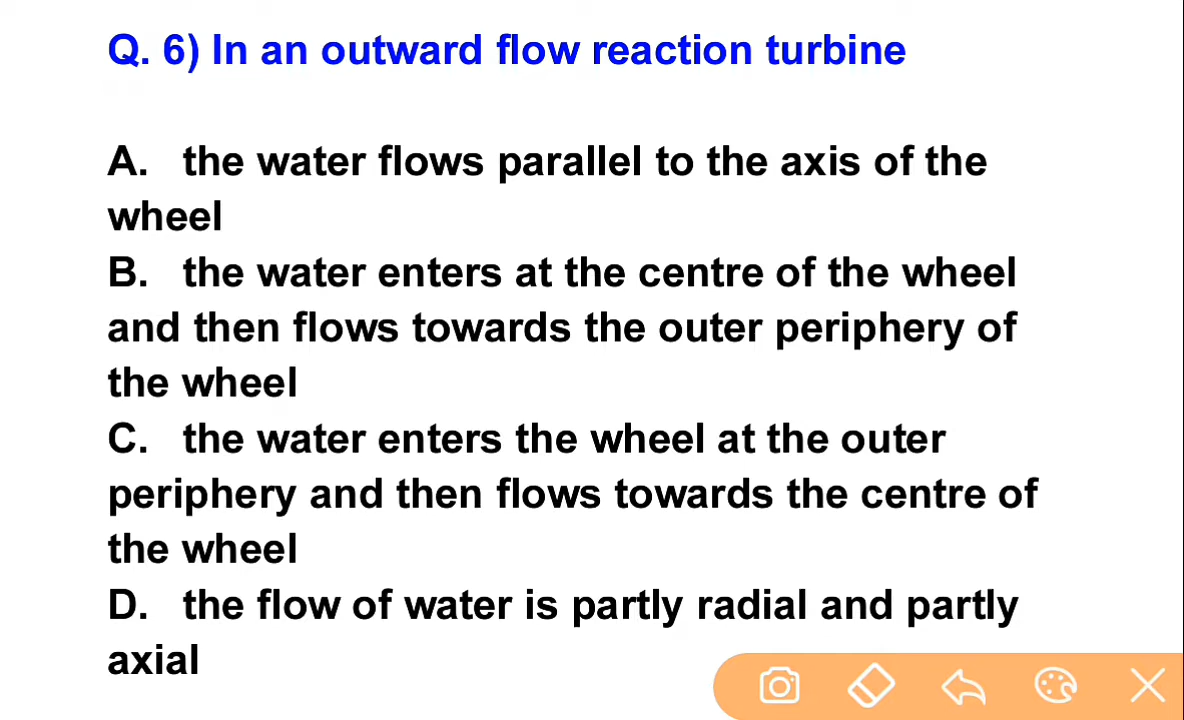 Q. 6) In an outward flow reaction turbine
A. the water flows parallel to the axis of the
wheel
B. the water enters at the centre of the wheel
and then flows towards the outer periphery of
the wheel
C. the water enters the wheel at the outer
periphery and then flows towards the centre of
the wheel
D. the flow of water is partly radial and partly
axial